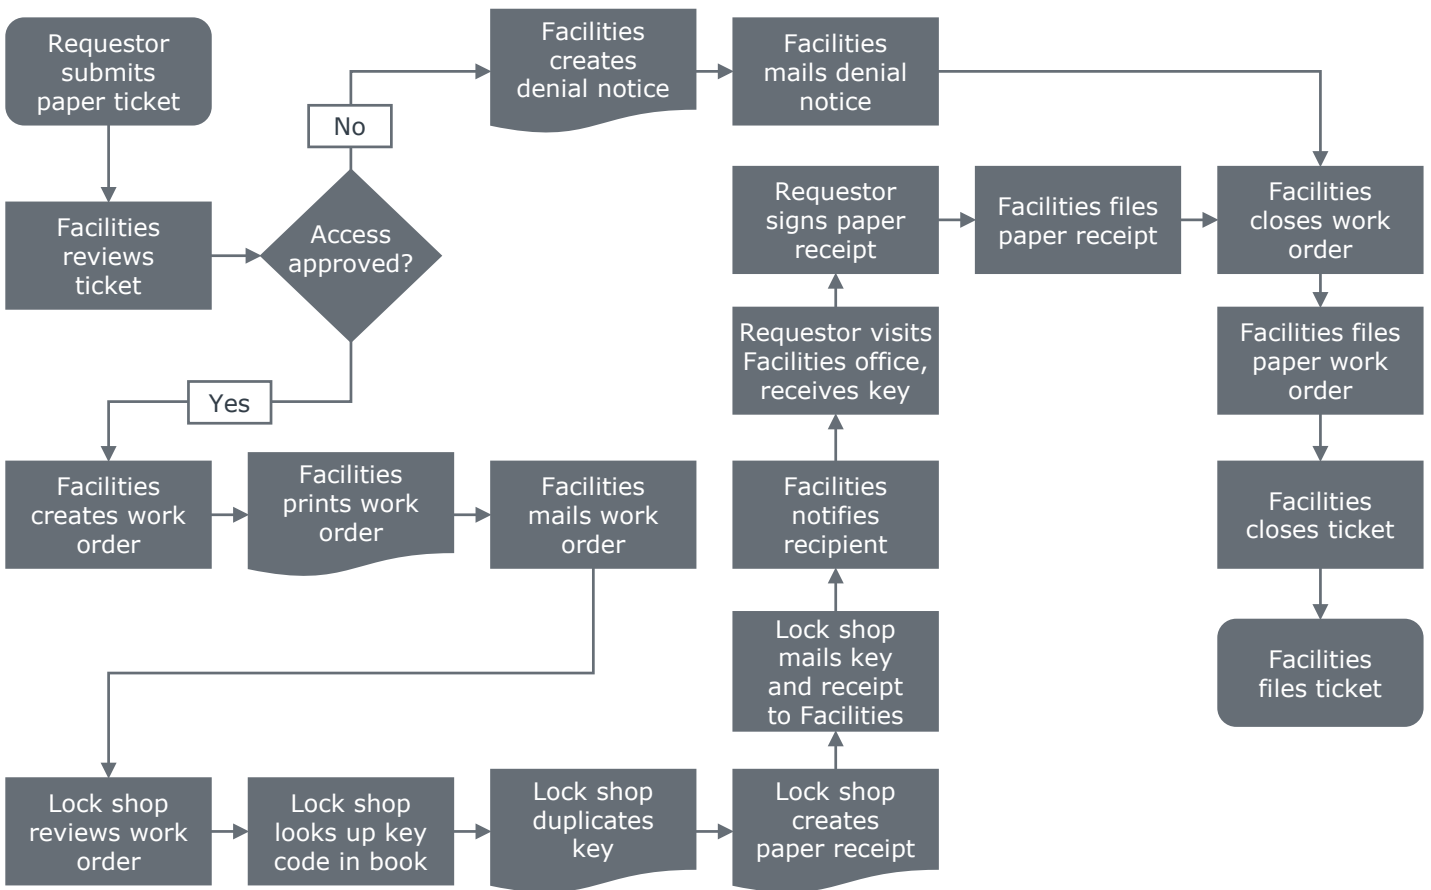 Requestor
submits
paper ticket
Facilities
reviews
ticket
Access
approved?
No
Facilities
creates
denial notice
Facilities
mails denial
notice
Yes
Facilities
creates work
order
Facilities
prints work
order
Facilities
mails work
order
Lock shop
reviews work
order
Lock shop
looks up key
code in book
Lock shop
duplicates
key
Lock shop
creates
paper receipt
Lock shop
mails key
and receipt
to Facilities
Facilities
notifies
recipient
Requestor visits
Facilities office,
receives key
Requestor
signs paper
receipt
Facilities files
paper receipt
Facilities
closes work
order
Facilities files
paper work
order
Facilities
closes ticket
Facilities
files ticket